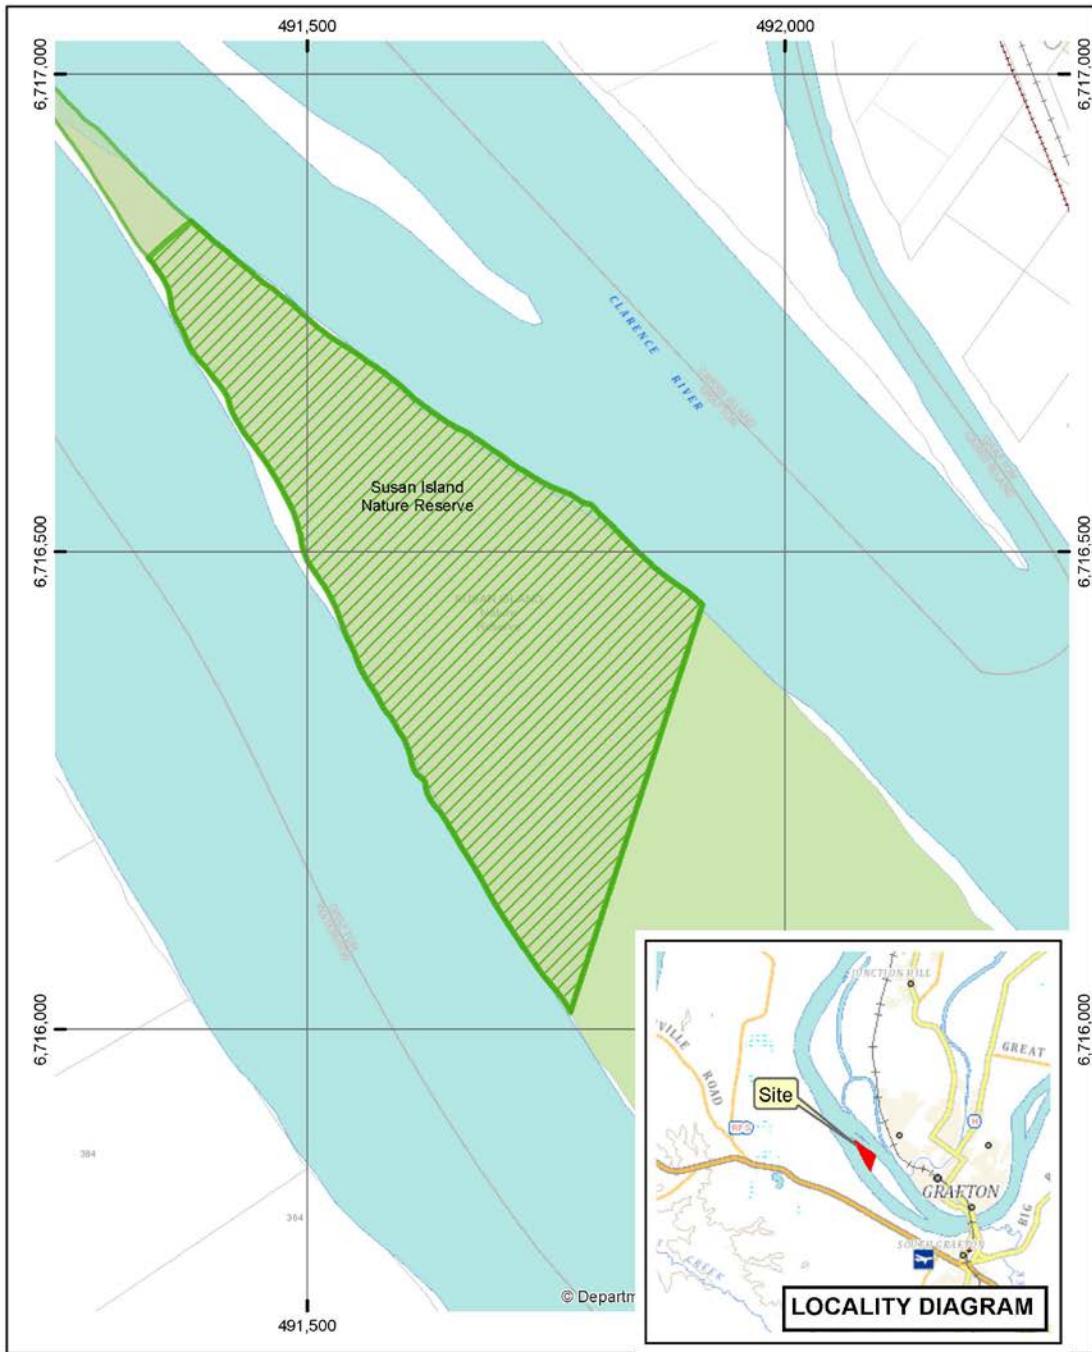 491,500
492,000
6,717,000
6,717,000
CLARENCE
RIVER
Susan Island
Nature Reserve
6,716,500
6,716,500
6,716,000
6,716,000
384
384
© Departm
491,500
JUNCTION HILL
VILLE
ROAD
GREAT
Site
H
GRAFTON
BIG
SOUTH GRAFTON
CREEK
LOCALITY DIAGRAM